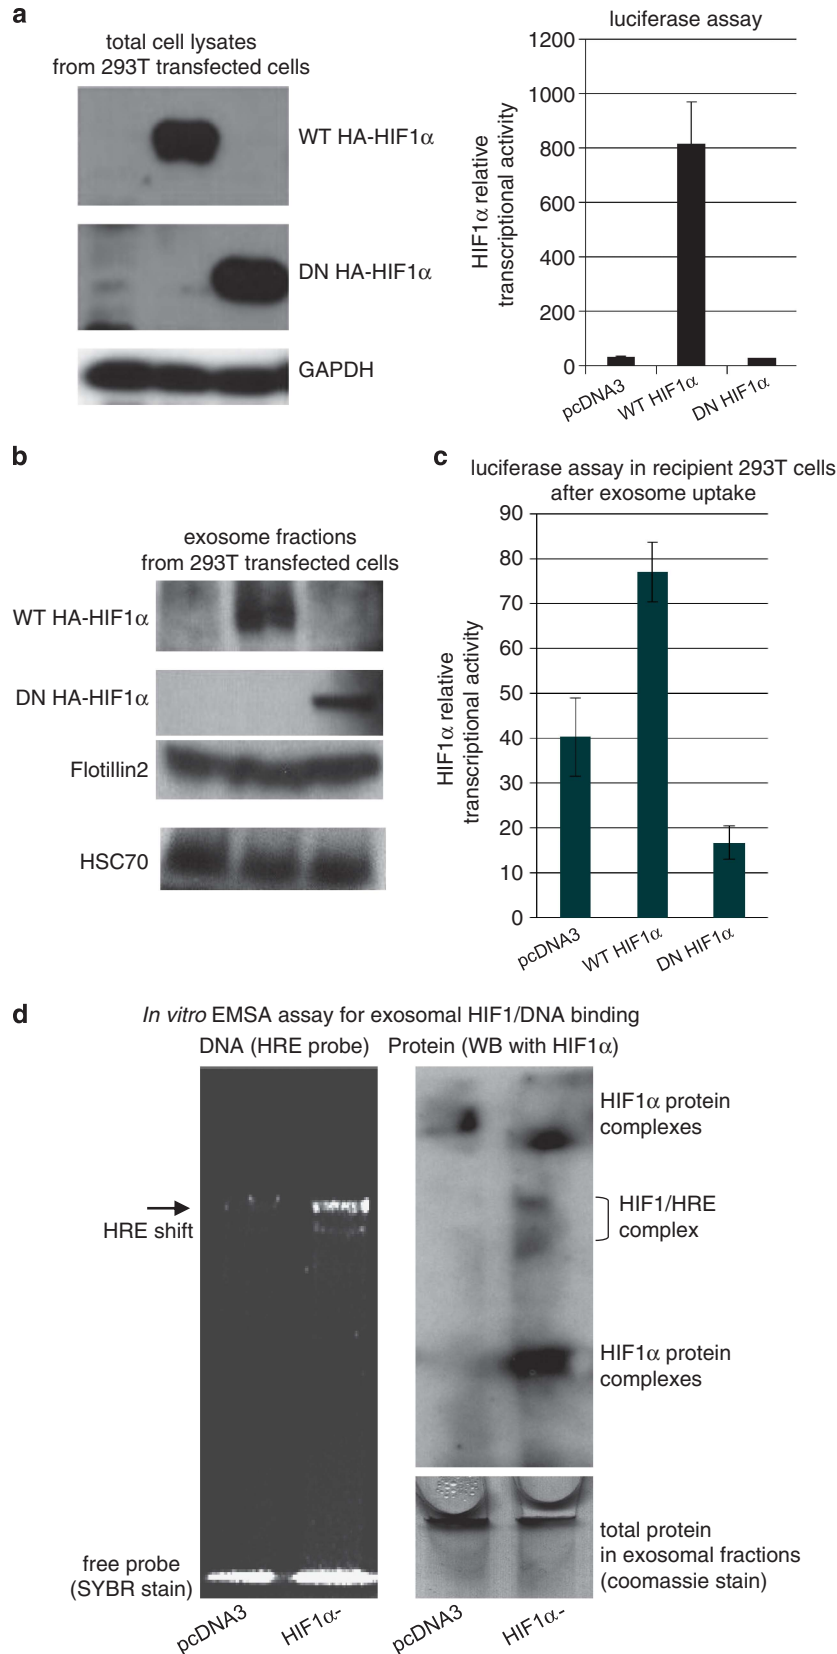 a
total cell lysates
from 293T transfected cells
WT HA-HIF1α
DN HA-HIF1α
GAPDH
luciferase assay
HIF1α relative
transcriptional activity
1200
1000
800
600
400
200
0
pcDNA3
WT HIF1α
DN HIF1α
b
exosome fractions
from 293T transfected cells
WT HA-HIF1α
DN HA-HIF1α
Flotillin2
HSC70
c
luciferase assay in recipient 293T cells
after exosome uptake
HIF1α relative
transcriptional activity
90
80
70
60
50
40
30
20
10
0
pcDNA3
WT HIF1α
DN HIF1α
d
In vitro EMSA assay for exosomal HIF1/DNA binding
DNA (HRE probe)
Protein (WB with HIF1α)
HRE shift
free probe
(SYBR stain)
pcDNA3
HIF1α-
HIF1α protein
complexes
HIF1/HRE
complex
HIF1α protein
complexes
total protein
in exosomal fractions
(coomassie stain)
pcDNA3
HIF1α-